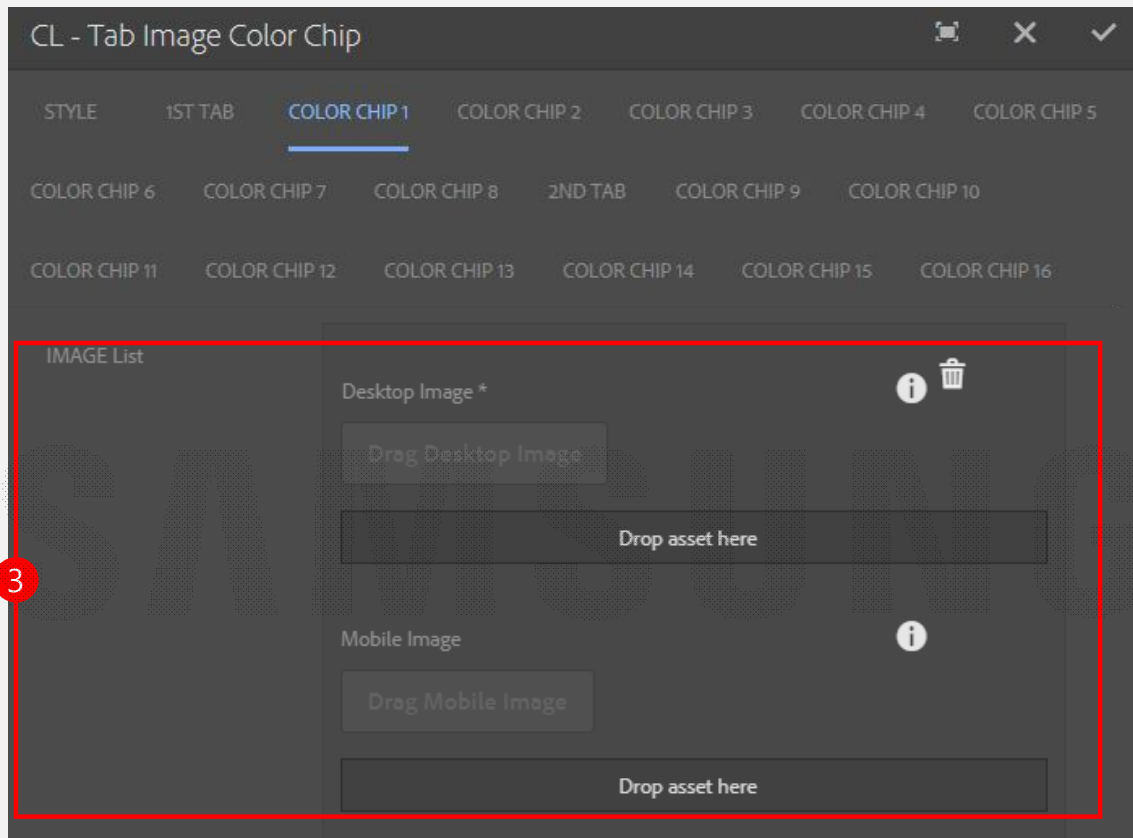 CL - Tab Image Color Chip
STYLE 1ST TAB COLOR CHIP 1 COLOR CHIP 2 COLOR CHIP 3 COLOR CHIP 4 COLOR CHIP 5
COLOR CHIP 6 COLOR CHIP 7 COLOR CHIP 8 2ND TAB COLOR CHIP 9 COLOR CHIP 10
COLOR CHIP 11 COLOR CHIP 12 COLOR CHIP 13 COLOR CHIP 14 COLOR CHIP 15 COLOR CHIP 16
IMAGE List
Desktop Image *
Drag Desktop Image
SAMSUNG
Drop asset here
3
Mobile Image
Drag Mobile Image
Drop asset here